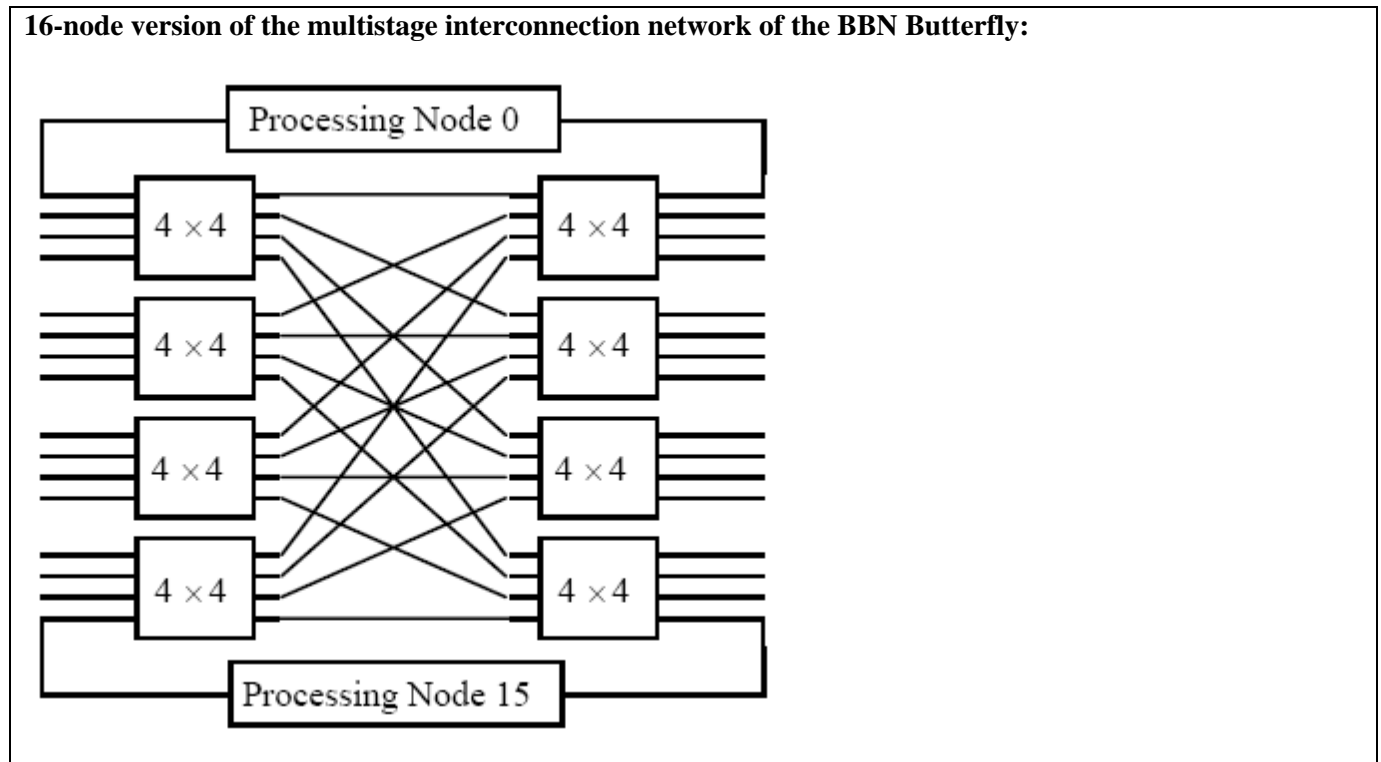 16-node version of the multistage interconnection network of the BBN Butterfly:
Processing Node 0
4 × 4 4 × 4
4 × 4 4 × 4
4 × 4 4 × 4
4 × 4 4 × 4
Processing Node 15